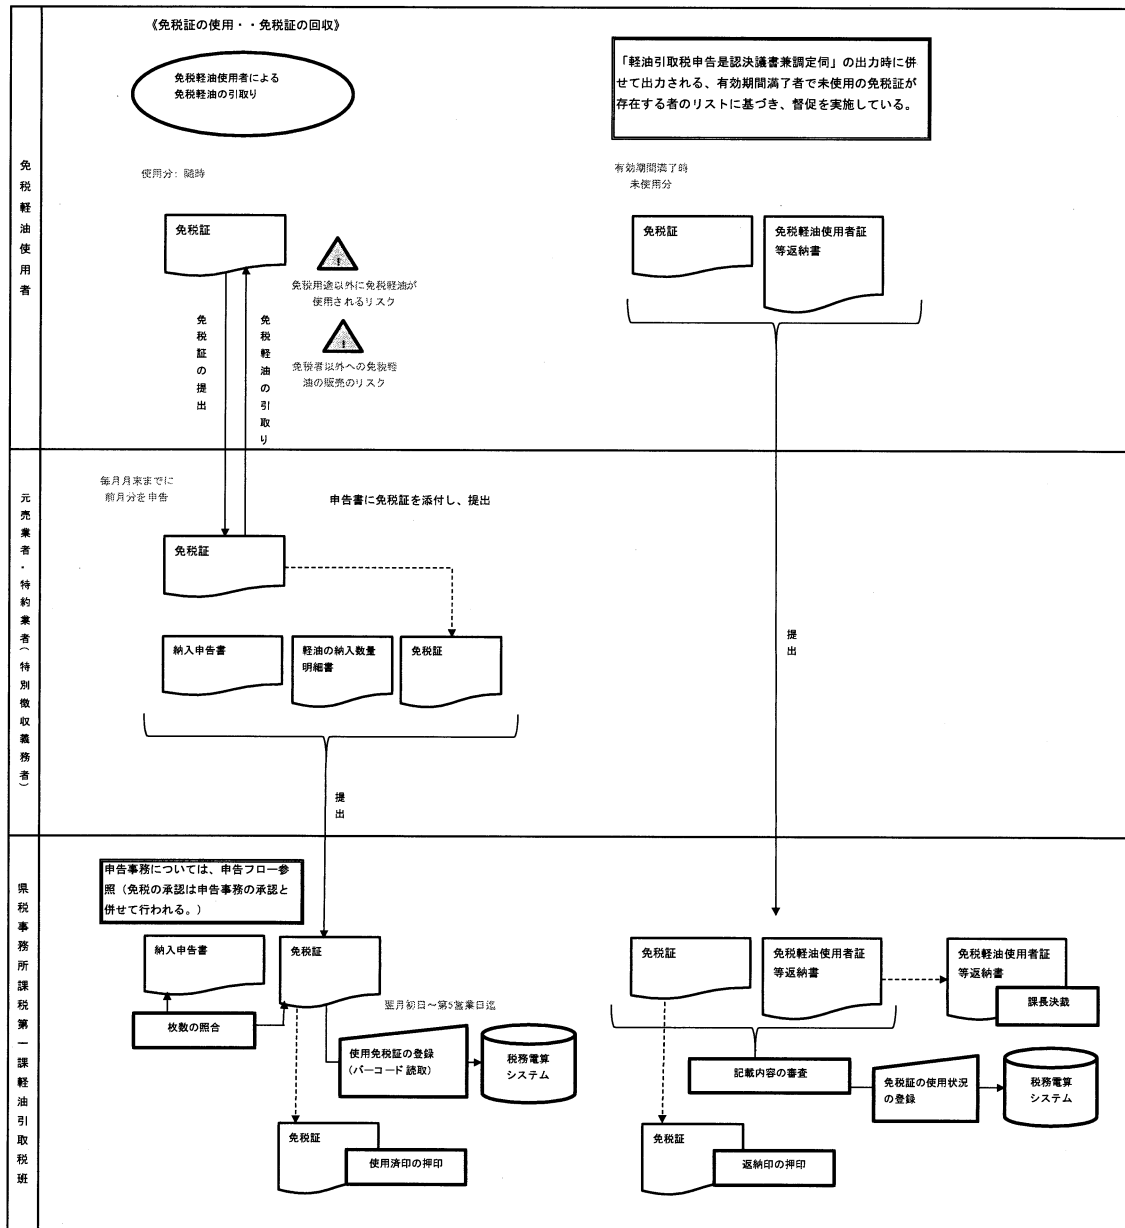 《免税証の使用・・免税証の回収》
免税軽油使用者による
免税軽油の引取り
「軽油引取税申告是認決議書兼調定伺」の出力時に併
せて出力される、有効期間満了者で未使用の免税証が
存在する者のリストに基づき、督促を実施している。
免税軽油使用者
使用分：随時
有効期間満了時
未使用分
免税証
免税証
免税軽油使用者証
等返納書
!
免税用途以外に免税軽油が
使用されるリスク
!
免税者以外への免税軽
油の販売のリスク
免税証の提出
免税軽油の引取り
元売業者・特約業者（特別徴収義務者）
毎月月末までに
前月分を申告
申告書に免税証を添付し、提出
免税証
納入申告書
軽油の納入数量
明細書
免税証
提出
提出
県税事務所課税第一課軽油引取税班
申告事務については、申告フロー参
照（免税の承認は申告事務の承認と
併せて行われる。）
納入申告書
免税証
枚数の照合
翌月初日～第5営業日迄
使用免税証の登録
(バーコード読取)
税務電算
システム
免税証
使用済印の押印
免税証
免税軽油使用者証
等返納書
免税軽油使用者証
等返納書
課長決裁
記載内容の審査
免税証の使用状況
の登録
税務電算
システム
免税証
返納印の押印